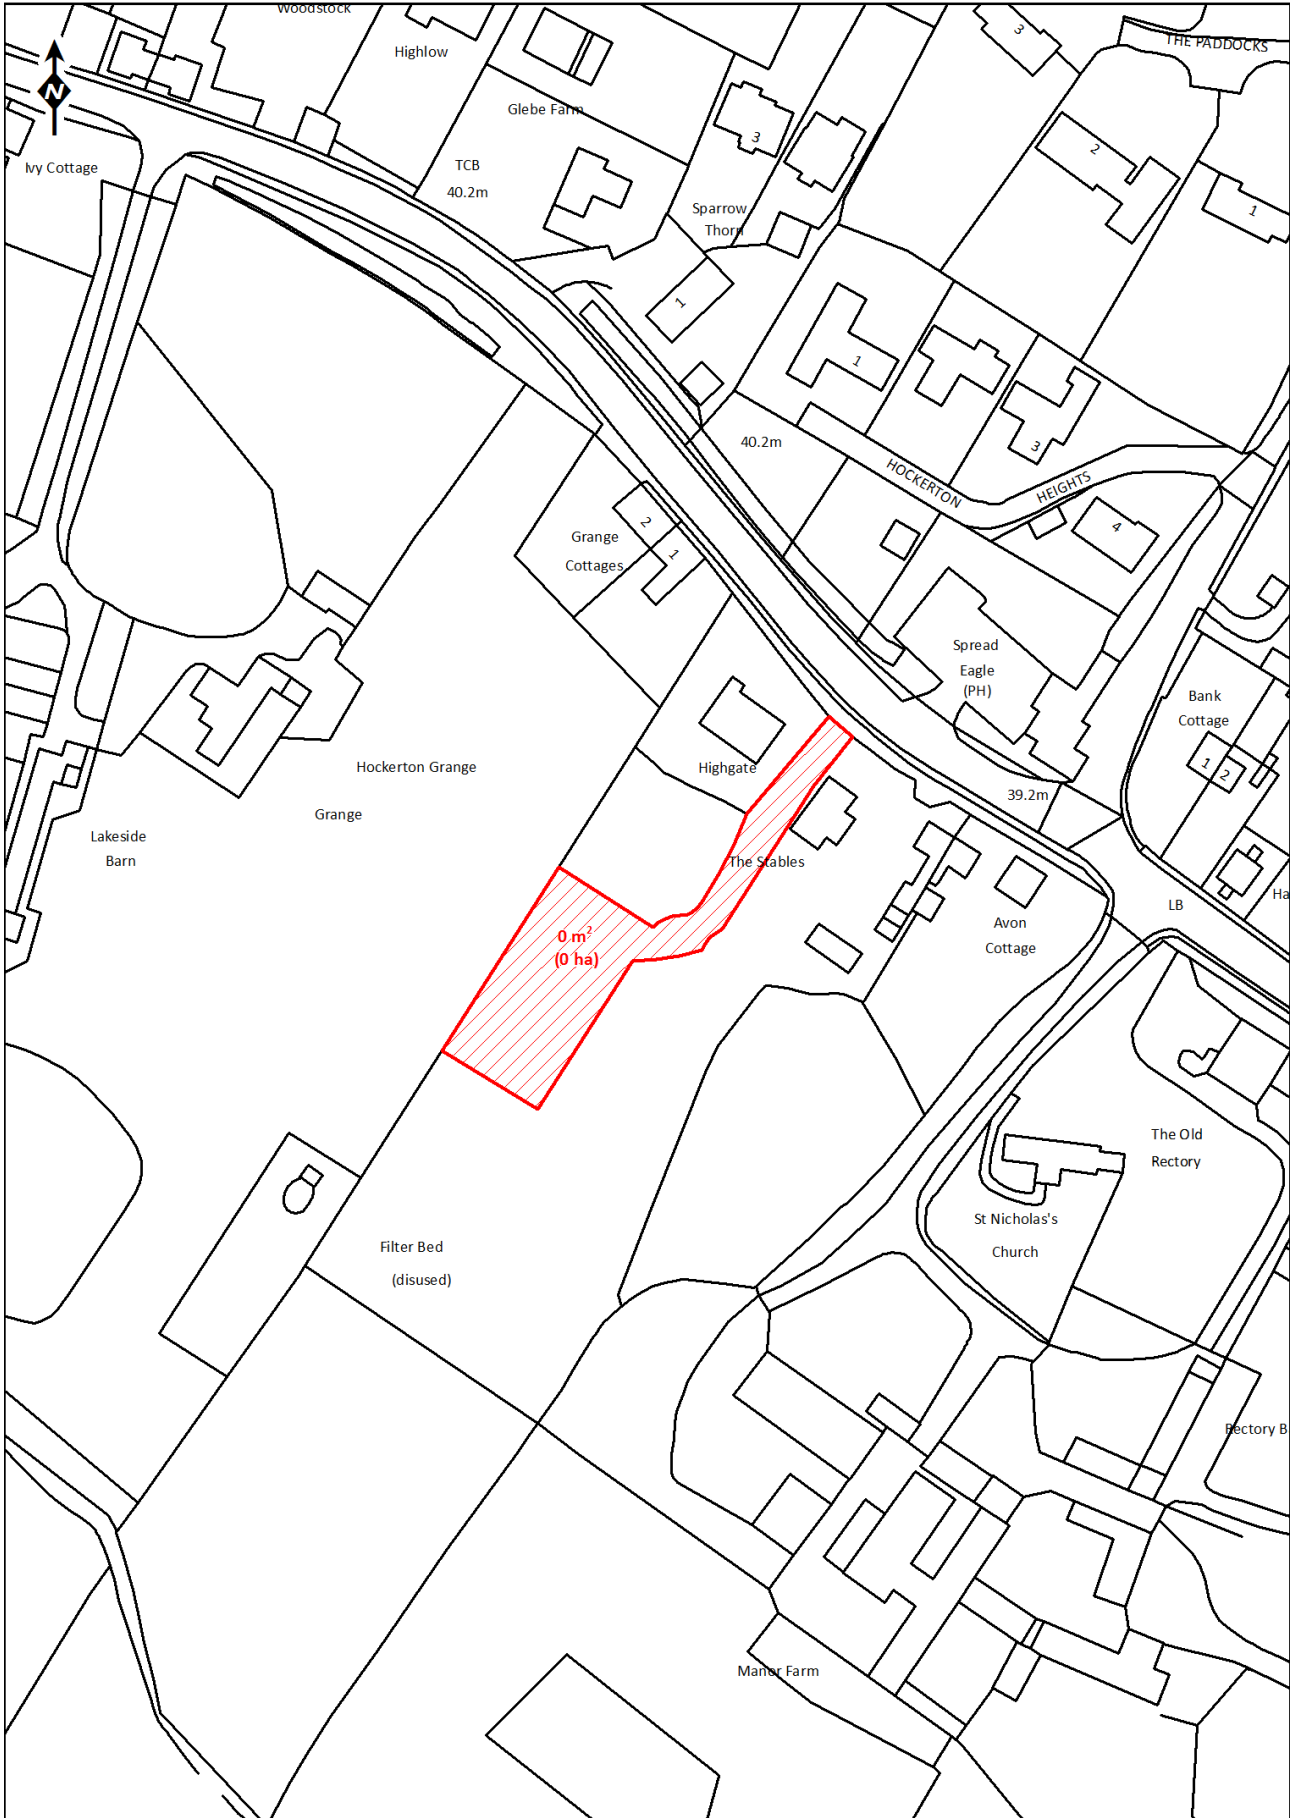 Woodstock
Highlow
3
THE PADDOCKS
N
Glebe Farm
3
2
Ivy Cottage
TCB
40.2m
Sparrow
Thorn
1
1
1
40.2m
3
HOCKERTON
HEIGHTS
4
2
Grange
Cottages
1
Spread
Eagle
(PH)
Bank
Cottage
1
2
Hockerton Grange
Highgate
39.2m
Grange
Lakeside
Barn
The Stables
Ha
LB
Avon
Cottage
0 m²
(0 ha)
The Old
Rectory
St Nicholas's
Church
Filter Bed
(disused)
Rectory B
Manor Farm